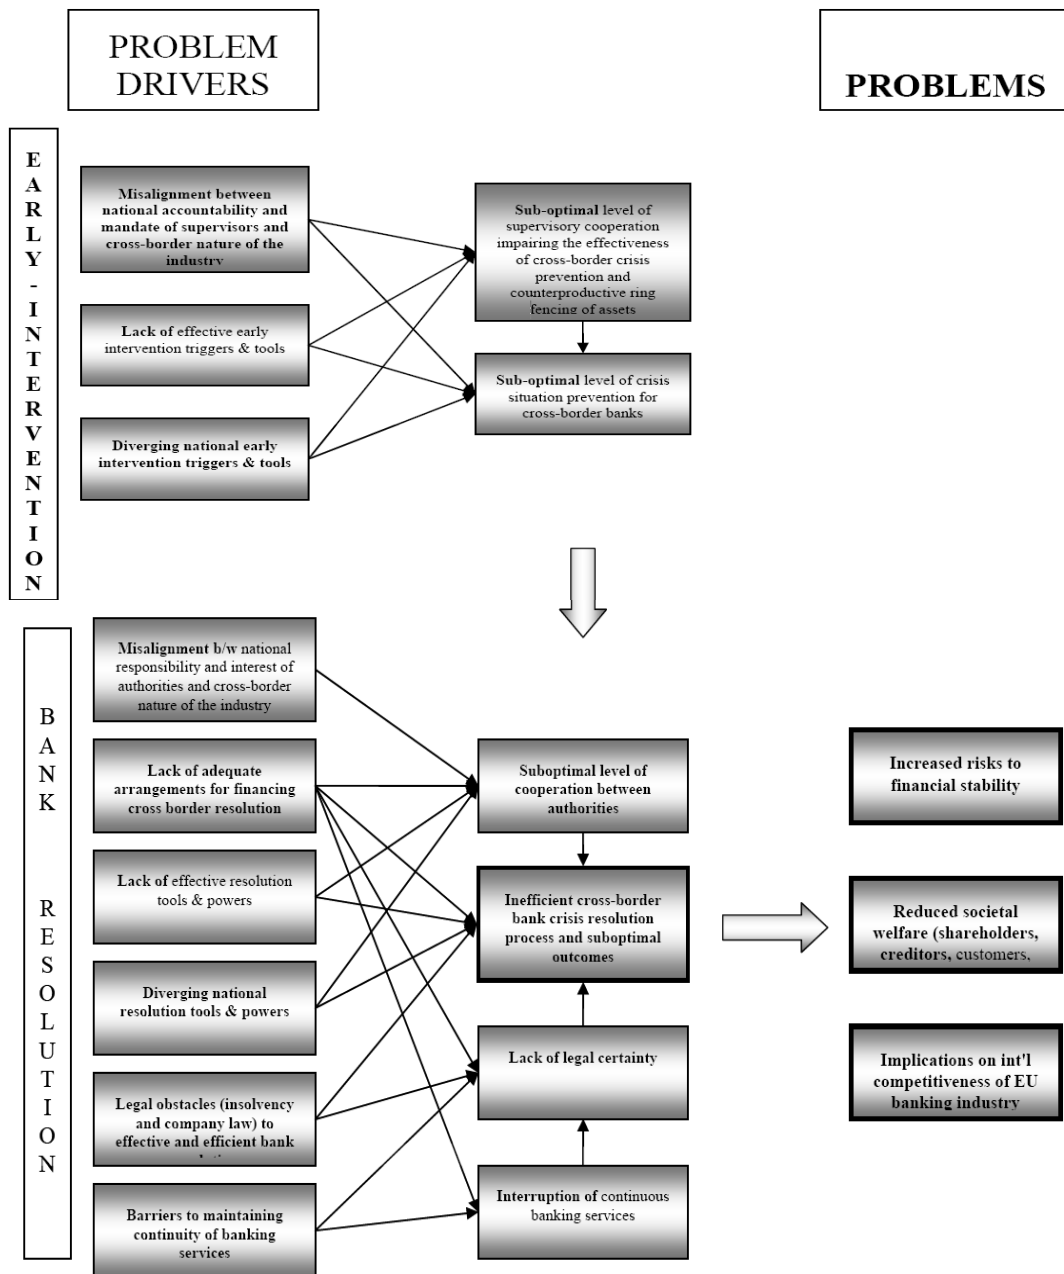 PROBLEM
DRIVERS
PROBLEMS
EARLY-INTERVENTION
Misalignment between
national accountability and
mandate of supervisors and
cross-border nature of the
industry
Lack of effective early
intervention triggers & tools
Diverging national early
intervention triggers & tools
Sub-optimal level of
supervisory cooperation
impairing the effectiveness
of cross-border crisis
prevention and
counterproductive ring
fencing of assets
Sub-optimal level of crisis
situation prevention for
cross-border banks
BANK RESOLUTION
Misalignment b/w national
responsibility and interest of
authorities and cross-border
nature of the industry
Lack of adequate
arrangements for financing
cross border resolution
Lack of effective resolution
tools & powers
Diverging national
resolution tools & powers
Legal obstacles (insolvency
and company law) to
effective and efficient bank
Barriers to maintaining
continuity of banking
services
Suboptimal level of
cooperation between
authorities
Inefficient cross-border
bank crisis resolution
process and suboptimal
outcomes
Lack of legal certainty
Interruption of continuous
banking services
Increased risks to
financial stability
Reduced societal
welfare (shareholders,
creditors, customers,
Implications on int'l
competitiveness of EU
banking industry